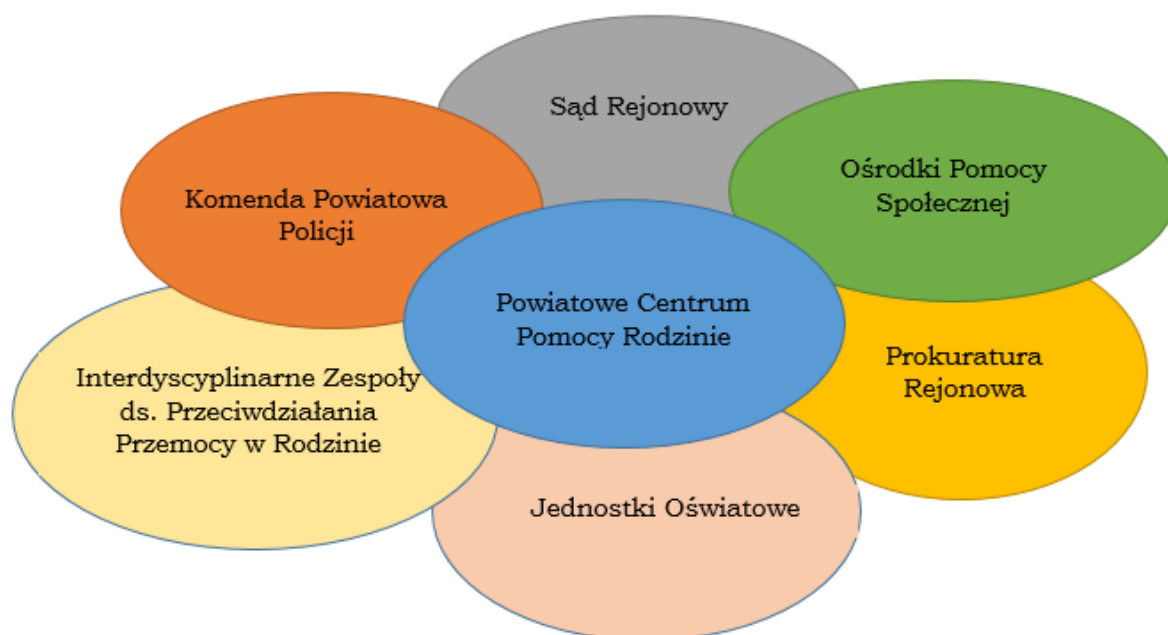 Sąd Rejonowy
Komenda Powiatowa
Policji
Ośrodki Pomocy
Społecznej
Powiatowe Centrum
Pomocy Rodzinie
Interdyscyplinarne Zespoły
ds. Przeciwdziałania
Przemocy w Rodzinie
Prokuratura
Rejonowa
Jednostki Oświatowe